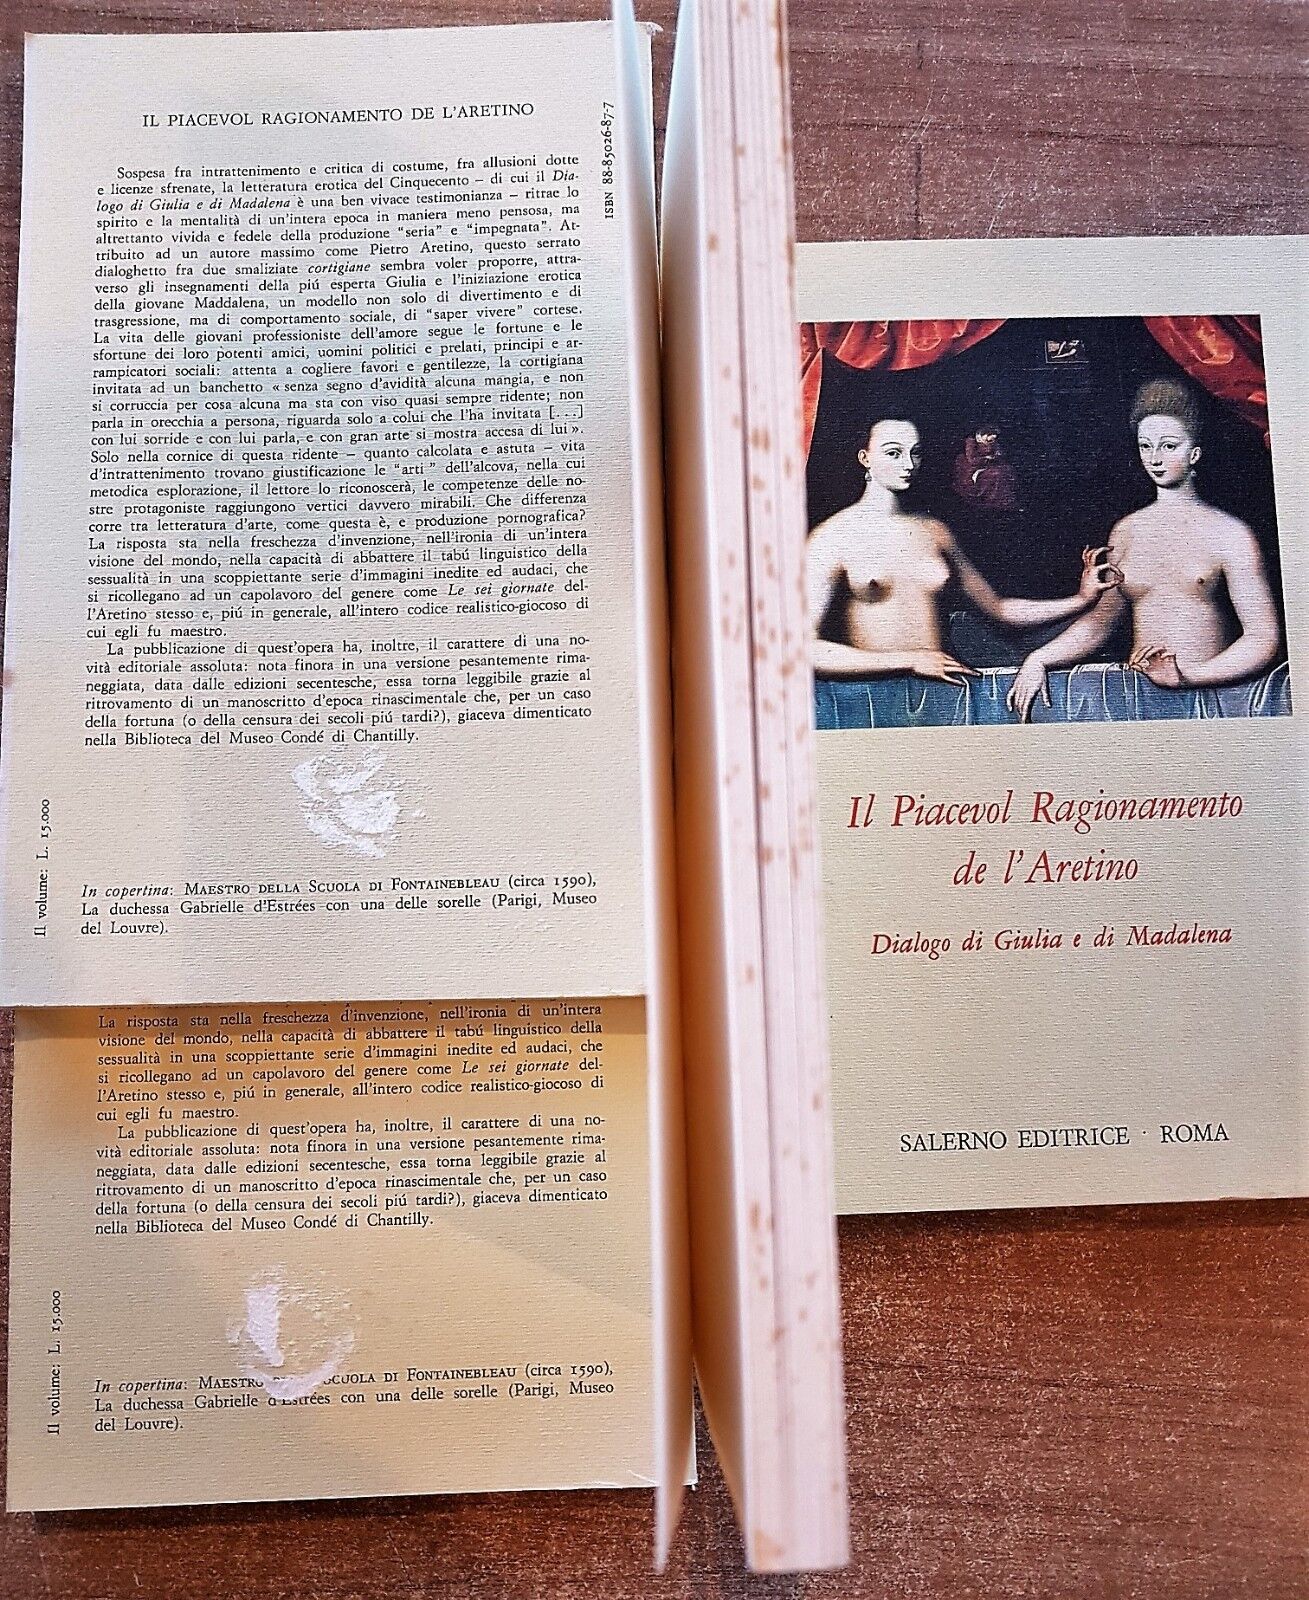 IL PIACEVOL RAGIONAMENTO DE L'ARETINO
Sospesa fra intrattenimento e critica di costume, fra allusioni dotte
e licenze sfrenate, la letteratura erotica del Cinquecento – di cui il Dia-
logo di Giulia e di Madalena è una ben vivace testimonianza – ritrae lo
spirito e la mentalità di un'intera epoca in maniera meno pensosa, ma
altrettanto vivida e fedele della produzione "seria" e "impegnata". At-
tribuito ad un autore massimo come Pietro Aretino, questo serrato
dialoghetto fra due smaliziate cortigiane sembra voler proporre, attra-
verso gli insegnamenti della piú esperta Giulia e l'iniziazione erotica
della giovane Maddalena, un modello non solo di divertimento e di
trasgressione, ma di comportamento sociale, di "saper vivere" cortese.
La vita delle giovani professioniste dell'amore segue le fortune e le
sfortune dei loro potenti amici, uomini politici e prelati, principi e ar-
rampicatori sociali: attenta a cogliere favori e gentilezze, la cortigiana
invitata ad un banchetto « senza segno d'avidità alcuna mangia, e non
si corruccia per cosa alcuna ma sta con viso quasi sempre ridente; non
parla in orecchia a persona, riguarda solo a colui che l'ha invitata [...]
con lui sorride e con lui parla, e con gran arte si mostra accesa di lui ».
Solo nella cornice di questa ridente – quanto calcolata e astuta – vita
d'intrattenimento trovano giustificazione le "arti" dell'alcova, nella cui
metodica esplorazione, il lettore lo riconoscerà, le competenze delle no-
stre protagoniste raggiungono vertici davvero mirabili. Che differenza
corre tra letteratura d'arte, come questa è, e produzione pornografica?
La risposta sta nella freschezza d'invenzione, nell'ironia di un'intera
visione del mondo, nella capacità di abbattere il tabú linguistico della
sessualità in una scoppiettante serie d'immagini inedite ed audaci, che
si ricollegano ad un capolavoro del genere come Le sei giornate del-
l'Aretino stesso e, piú in generale, all'intero codice realistico-giocoso di
cui egli fu maestro.
La pubblicazione di quest'opera ha, inoltre, il carattere di una no-
vità editoriale assoluta: nota finora in una versione pesantemente rima-
neggiata, data dalle edizioni secentesche, essa torna leggibile grazie al
ritrovamento di un manoscritto d'epoca rinascimentale che, per un caso
della fortuna (o della censura dei secoli piú tardi?), giaceva dimenticato
nella Biblioteca del Museo Condé di Chantilly.
In copertina: MAESTRO DELLA SCUOLA DI FONTAINEBLEAU (circa 1590),
La duchessa Gabrielle d'Estrées con una delle sorelle (Parigi, Museo
del Louvre).
Il volume: L. 15.000
ISBN 88-85026-87-7
La risposta sta nella freschezza d'invenzione, nell'ironia di un'intera
visione del mondo, nella capacità di abbattere il tabú linguistico della
sessualità in una scoppiettante serie d'immagini inedite ed audaci, che
si ricollegano ad un capolavoro del genere come Le sei giornate del-
l'Aretino stesso e, piú in generale, all'intero codice realistico-giocoso di
cui egli fu maestro.
La pubblicazione di quest'opera ha, inoltre, il carattere di una no-
vità editoriale assoluta: nota finora in una versione pesantemente rima-
neggiata, data dalle edizioni secentesche, essa torna leggibile grazie al
ritrovamento di un manoscritto d'epoca rinascimentale che, per un caso
della fortuna (o della censura dei secoli piú tardi?), giaceva dimenticato
nella Biblioteca del Museo Condé di Chantilly.
In copertina: MAESTRO SCUOLA DI FONTAINEBLEAU (circa 1590),
La duchessa Gabrielle d'Estrées con una delle sorelle (Parigi, Museo
del Louvre).
Il volume: L. 15.000
Il Piacevol Ragionamento
de l'Aretino
Dialogo di Giulia e di Madalena
SALERNO EDITRICE · ROMA